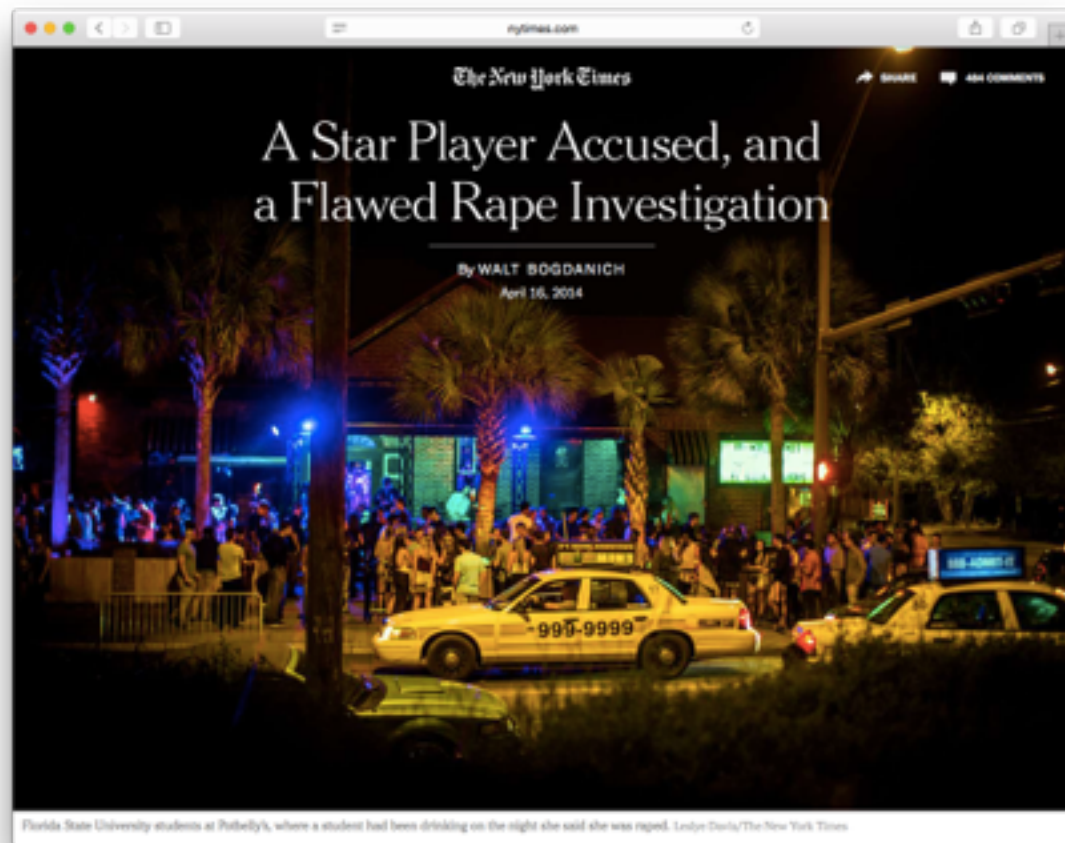 nytimes.com
The New York Times
SHARE
484 COMMENTS
A Star Player Accused, and
a Flawed Rape Investigation
By WALT BOGDANICH
April 16, 2014
999-9999
Florida State University students at Potbelly's, where a student had been drinking on the night she said she was raped. Leslye Davis/The New York Times